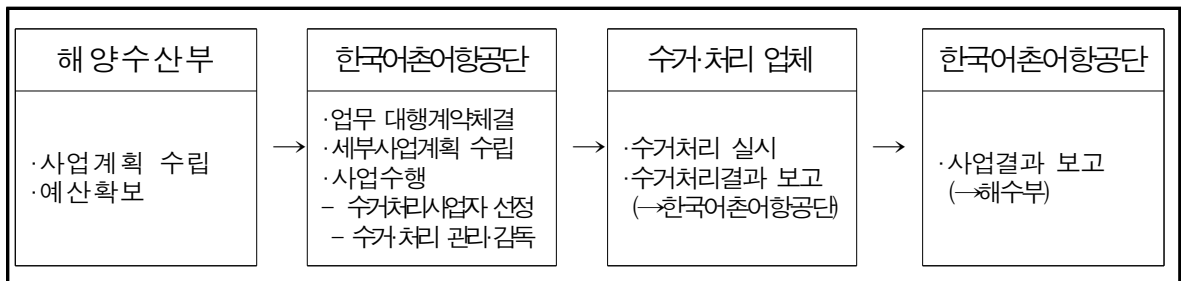 해양수산부
·사업계획 수립
·예산확보
→
한국어촌어항공단
·업무 대행계약체결
·세부사업계획 수립
·사업수행
- 수거처리사업자 선정
- 수거·처리 관리·감독
→
수거·처리 업체
·수거처리 실시
·수거처리결과 보고
(→한국어촌어항공단)
→
한국어촌어항공단
·사업결과 보고
(→해수부)